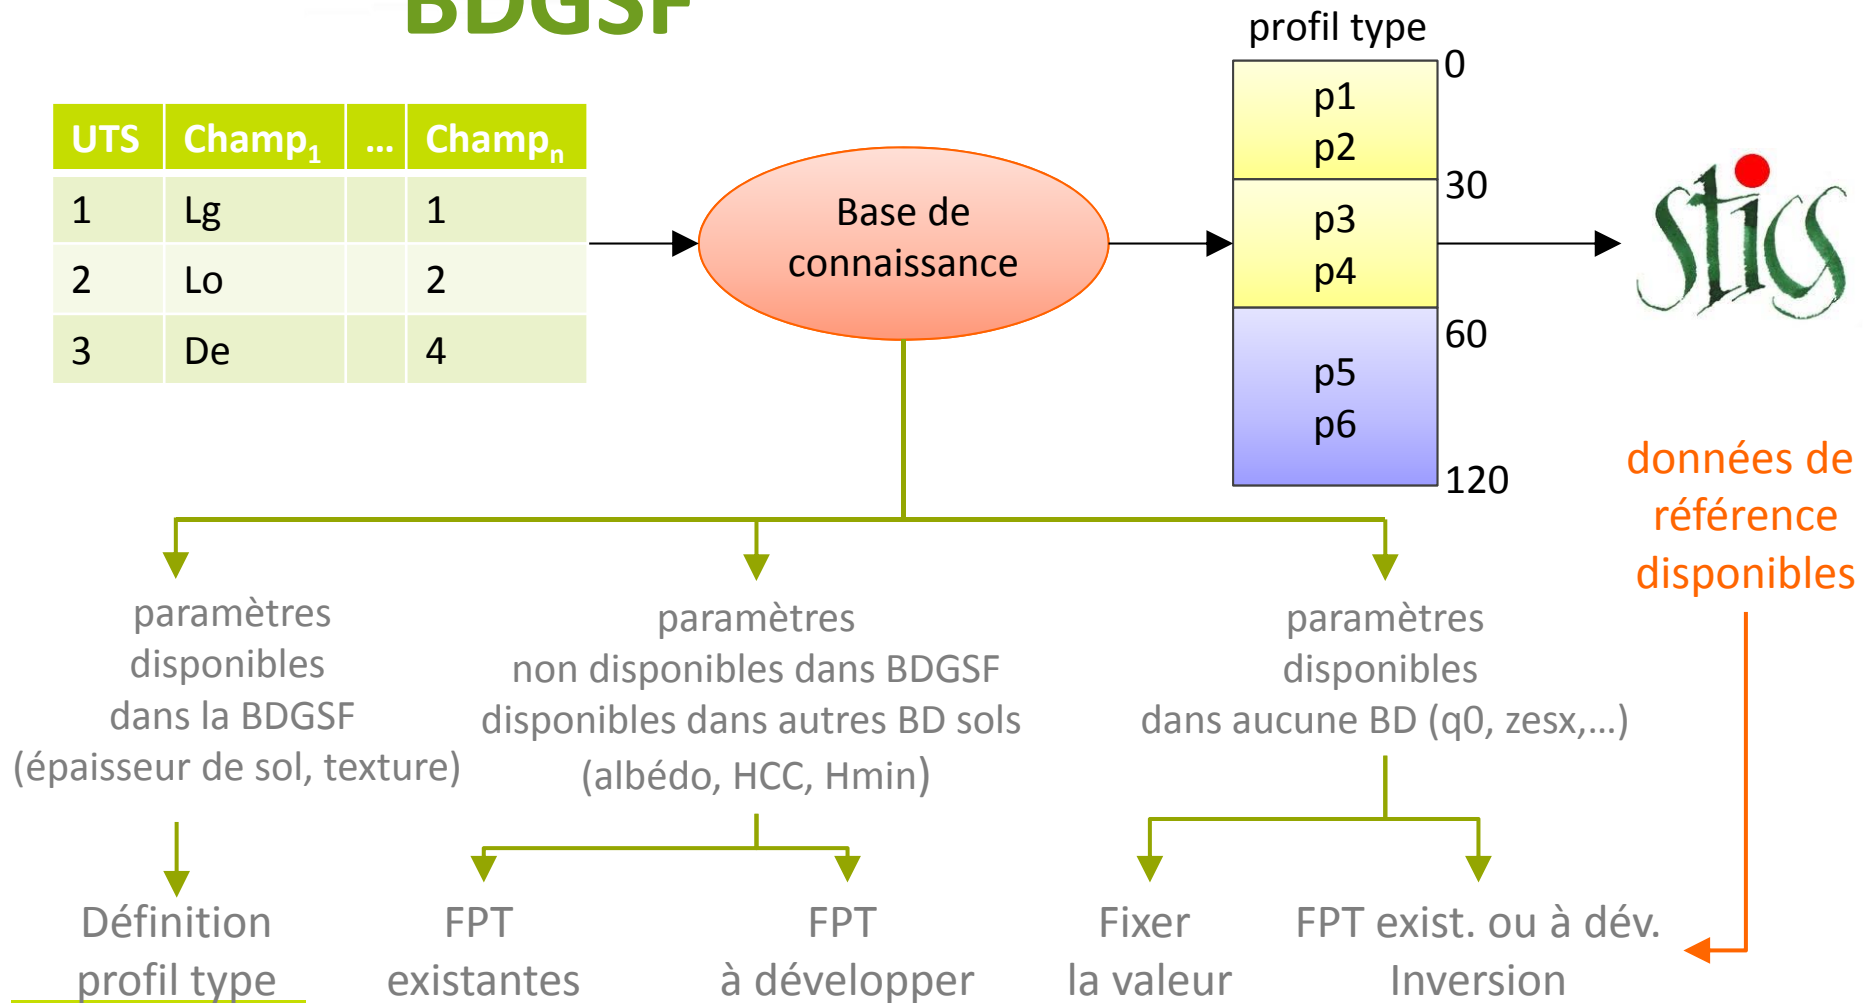 BDGSF
profil type
UTS Champ1 ... Champn
1 Lg 1
2 Lo 2
3 De 4
Base de
connaissance
0
p1
p2
30
p3
p4
60
p5
p6
120
stics
données de
référence
disponibles
paramètres
disponibles
dans la BDGSF
(épaisseur de sol, texture)
paramètres
non disponibles dans BDGSF
disponibles dans autres BD sols
(albédo, HCC, Hmin)
paramètres
disponibles
dans aucune BD (q0, zesx,...)
Définition
profil type
FPT
existantes
FPT
à développer
Fixer
la valeur
FPT exist. ou à dév.
Inversion